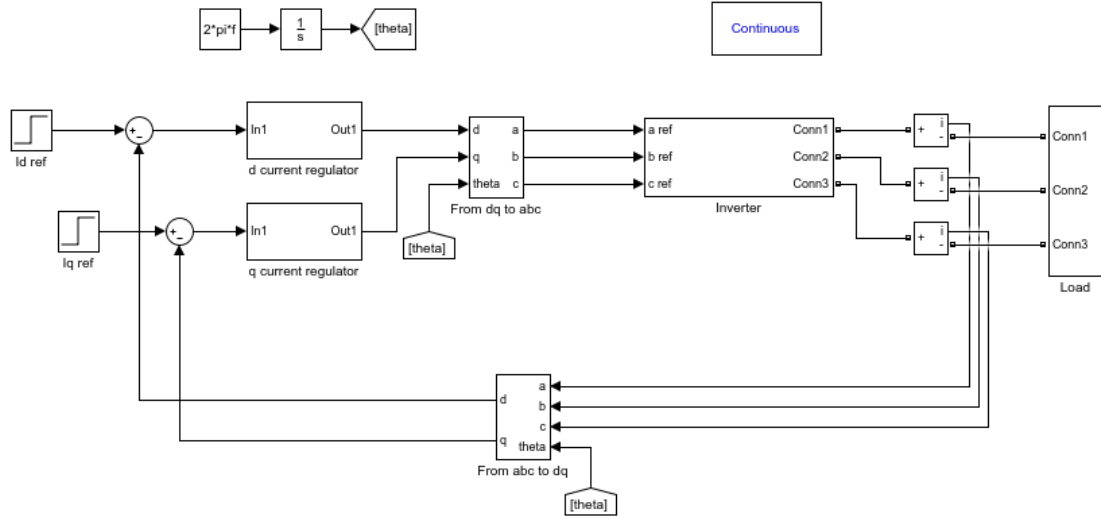 2*pi*f
1
s
[theta]
Continuous
Id ref
+
-
In1
Out1
d current regulator
d
q
theta
a
b
c
From dq to abc
[theta]
a ref
b ref
c ref
Conn1
Conn2
Conn3
Inverter
+
i
-
+
i
-
+
i
-
Conn1
Conn2
Conn3
Load
Iq ref
+
-
In1
Out1
q current regulator
d
q
a
b
c
theta
From abc to dq
[theta]